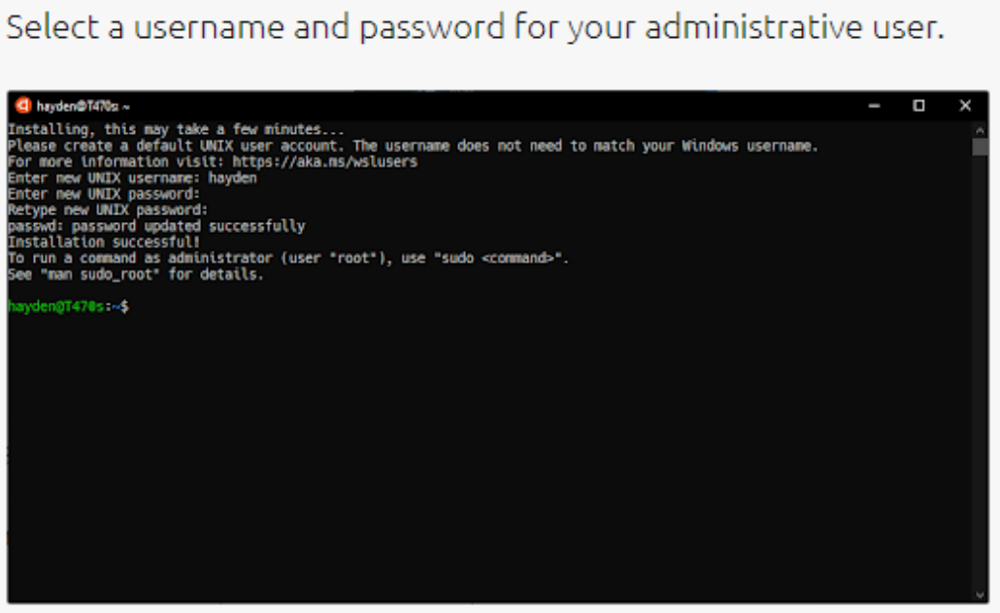 Select a username and password for your administrative user.
hayden@T470s: ~
Installing, this may take a few minutes...
Please create a default UNIX user account. The username does not need to match your Windows username.
For more information visit: https://aka.ms/wslusers
Enter new UNIX username: hayden
Enter new UNIX password:
Retype new UNIX password:
passwd: password updated successfully
Installation successful!
To run a command as administrator (user "root"), use "sudo <command>".
See "man sudo_root" for details.
hayden@T470s:~$